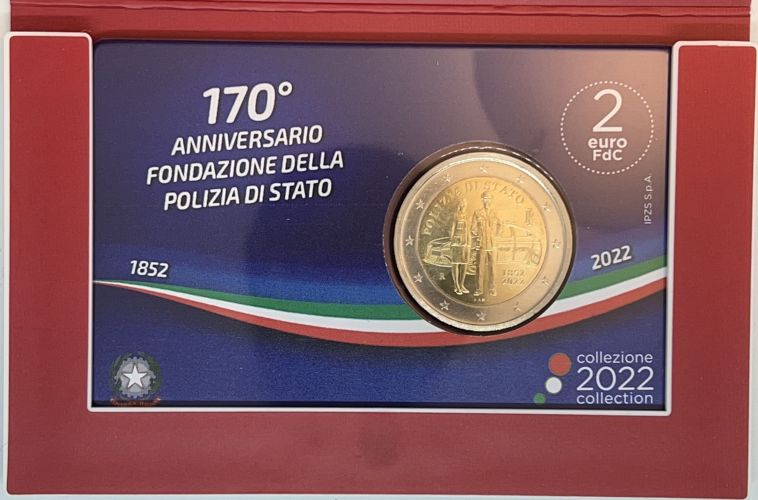 170°
ANNIVERSARIO
FONDAZIONE DELLA
POLIZIA DI STATO
2
euro
FdC
IPZS S.p.A.
POLIZIA DI STATO
R
1852
2022
1852
2022
collezione
2022
collection